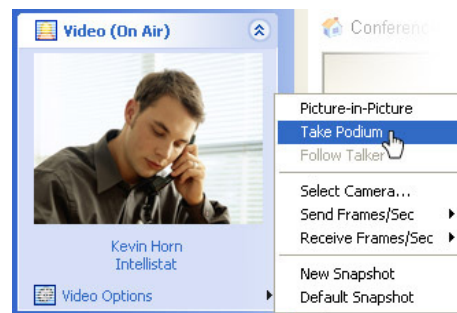 Video (On Air)
Conferenc
Picture-in-Picture
Take Podium
Follow Talker
Select Camera...
Send Frames/Sec
Receive Frames/Sec
New Snapshot
Default Snapshot
Kevin Horn
Intellistat
Video Options